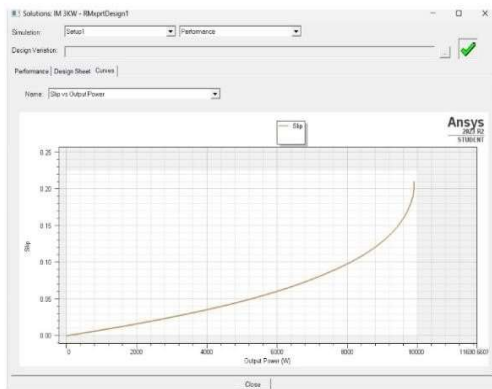 Solutions: IM 3KW - RMxprtDesign1
Simulation: Setup1 Performance
Design Variation: ...
Performance Design Sheet Curves
Name: Slip vs Output Power
Slip
Ansys
2023 R2
STUDENT
0.25
0.20
0.15
0.10
0.05
0.00
Slip
0 2000 4000 6000 8000 10000
Output Power (W)
Close